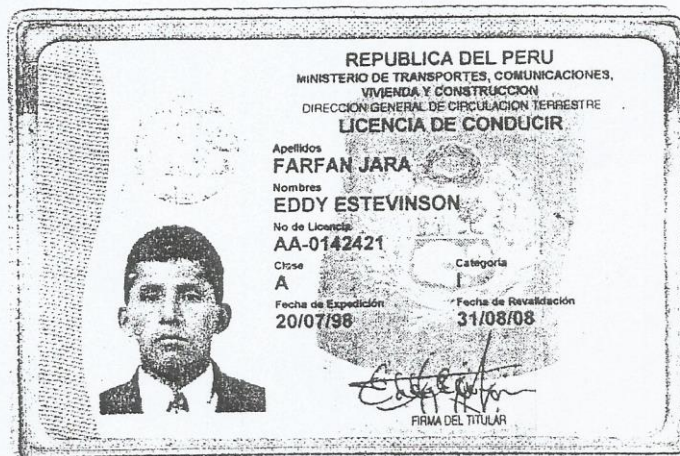 REPUBLICA DEL PERU
MINISTERIO DE TRANSPORTES, COMUNICACIONES,
VIVIENDA Y CONSTRUCCION
DIRECCION GENERAL DE CIRCULACION TERRESTRE
LICENCIA DE CONDUCIR
Apellidos
FARFAN JARA
Nombres
EDDY ESTEVINSON
No de Licencia
AA-0142421
Clase Categoria
A I
Fecha de Expedición Fecha de Revalidación
20/07/98 31/08/08
FIRMA DEL TITULAR